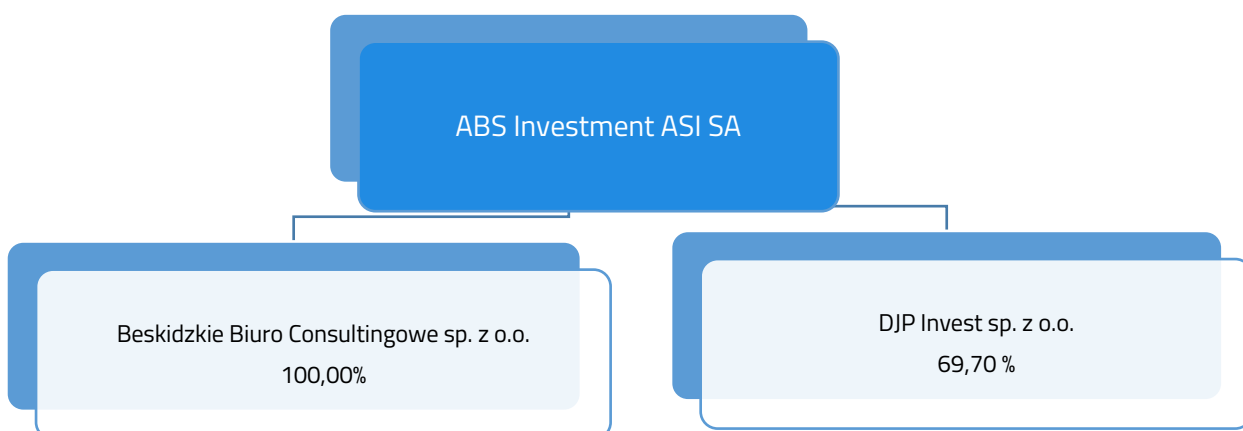 ABS Investment ASI SA
Beskidzkie Biuro Consultingowe sp. z o.o.
100,00%
DJP Invest sp. z o.o.
69,70 %